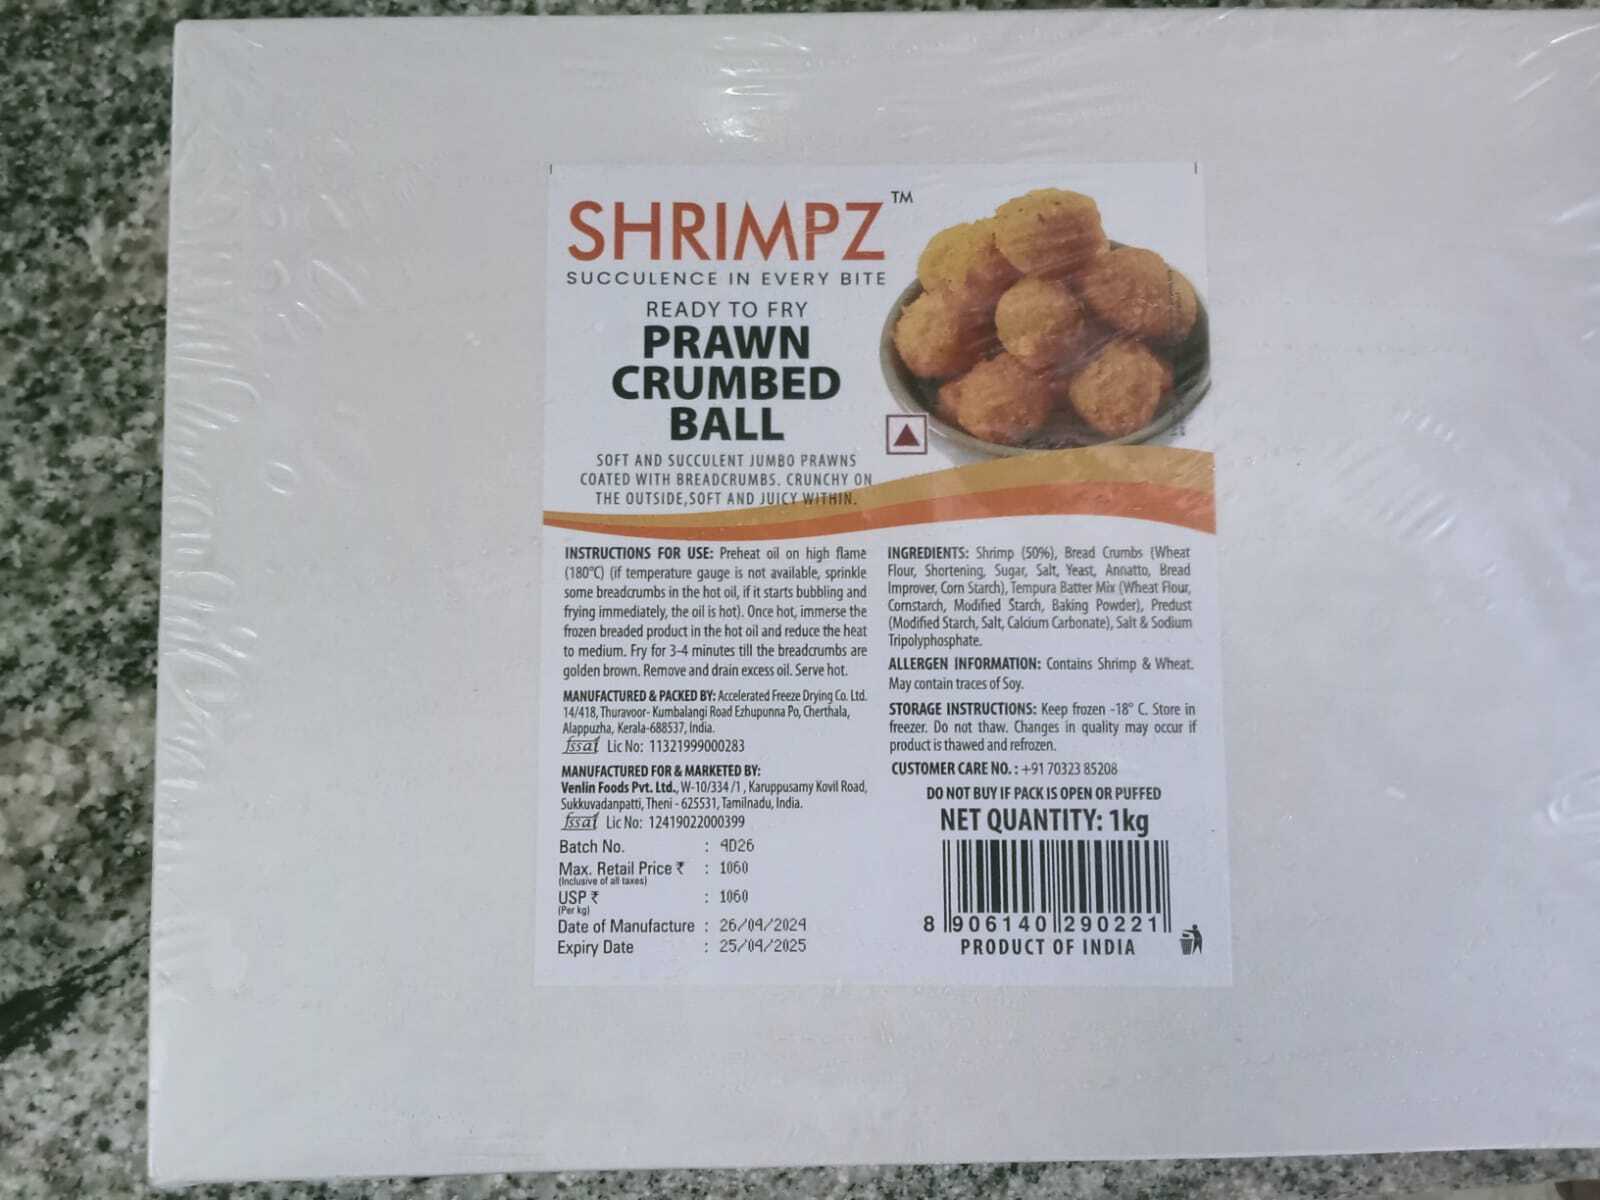 SHRIMPZ™
SUCCULENCE IN EVERY BITE
READY TO FRY
PRAWN
CRUMBED
BALL
SOFT AND SUCCULENT JUMBO PRAWNS
COATED WITH BREADCRUMBS. CRUNCHY ON
THE OUTSIDE,SOFT AND JUICY WITHIN.
INSTRUCTIONS FOR USE: Preheat oil on high flame
(180°C) (if temperature gauge is not available, sprinkle
some breadcrumbs in the hot oil, if it starts bubbling and
frying immediately, the oil is hot). Once hot, immerse the
frozen breaded product in the hot oil and reduce the heat
to medium. Fry for 3-4 minutes till the breadcrumbs are
golden brown. Remove and drain excess oil. Serve hot.
MANUFACTURED & PACKED BY: Accelerated Freeze Drying Co. Ltd.
14/418, Thuravoor- Kumbalangi Road Ezhupunna Po, Cherthala,
Alappuzha, Kerala-688537, India.
fssai Lic No: 11321999000283
MANUFACTURED FOR & MARKETED BY:
Venlin Foods Pvt. Ltd., W-10/334 /1 , Karuppusamy Kovil Road,
Sukkuvadanpatti, Theni - 625531, Tamilnadu, India.
fssai Lic No: 12419022000399
Batch No. : 4D26
Max. Retail Price ₹ : 1060
(Inclusive of all taxes)
USP ₹ : 1060
(Per kg)
Date of Manufacture : 26/04/2024
Expiry Date : 25/04/2025
INGREDIENTS: Shrimp (50%), Bread Crumbs (Wheat
Flour, Shortening, Sugar, Salt, Yeast, Annatto, Bread
Improver, Corn Starch), Tempura Batter Mix (Wheat Flour,
Cornstarch, Modified Starch, Baking Powder), Predust
(Modified Starch, Salt, Calcium Carbonate), Salt & Sodium
Tripolyphosphate.
ALLERGEN INFORMATION: Contains Shrimp & Wheat.
May contain traces of Soy.
STORAGE INSTRUCTIONS: Keep frozen -18° C. Store in
freezer. Do not thaw. Changes in quality may occur if
product is thawed and refrozen.
CUSTOMER CARE NO. : +91 70323 85208
DO NOT BUY IF PACK IS OPEN OR PUFFED
NET QUANTITY: 1kg
8 906140 290221
PRODUCT OF INDIA